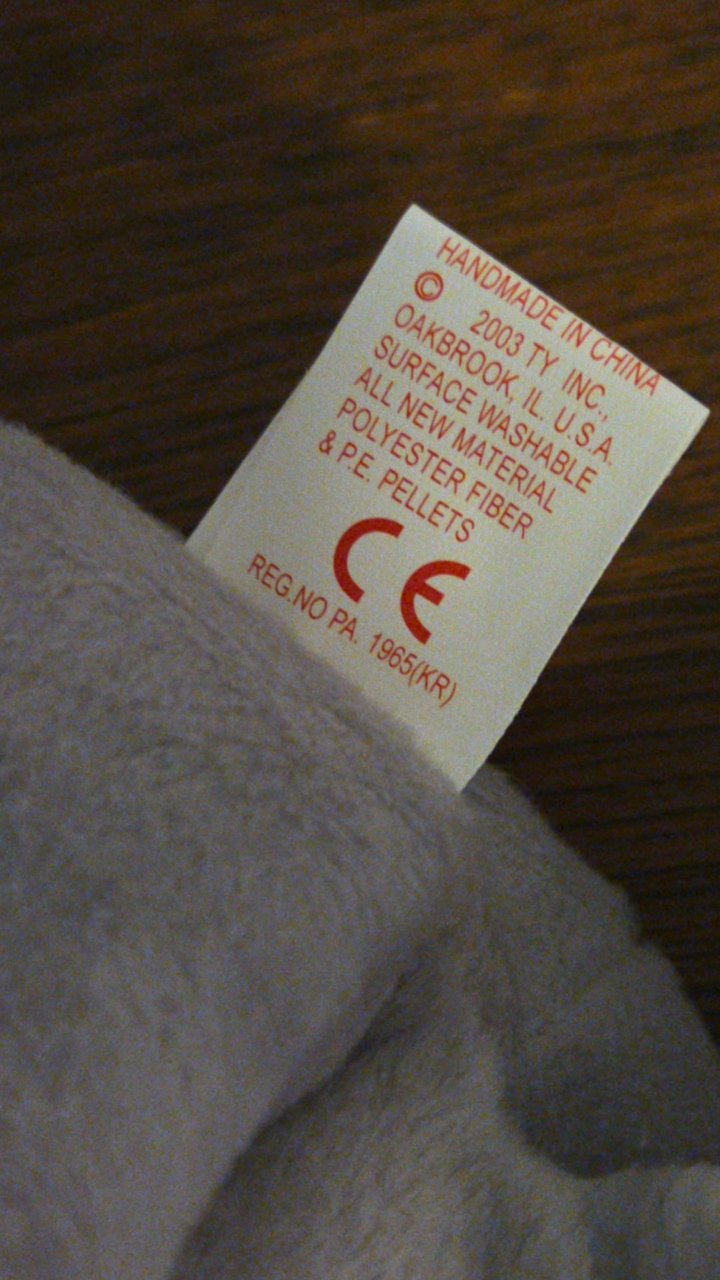 HANDMADE IN CHINA
© 2003 TY INC.,
OAKBROOK, IL. U.S.A.
SURFACE WASHABLE
ALL NEW MATERIAL
POLYESTER FIBER
& P.E. PELLETS
CE
REG.NO PA. 1965(KR)